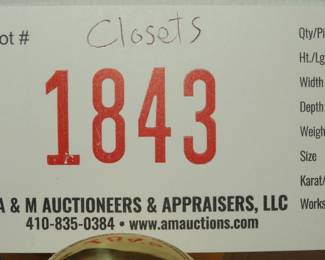 ot # Closets
1843
A & M AUCTIONEERS & APPRAISERS, LLC
410-835-0384 • www.amauctions.com
Qty/Pi
Ht./Lg
Width
Depth
Weigh
Size
Karat/
Works